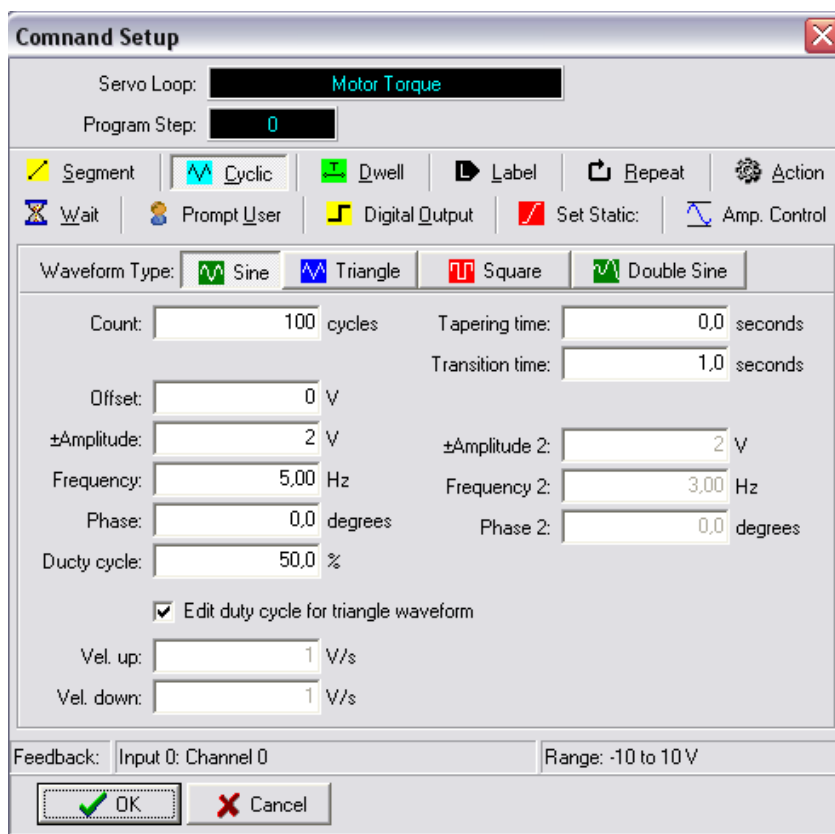 Comnand Setup
Servo Loop: Motor Torque
Program Step: 0
Segment Cyclic Dwell Label Repeat Action
Wait Prompt User Digital Output Set Static: Amp. Control
Waveform Type: Sine Triangle Square Double Sine
Count: 100 cycles Tapering time: 0,0 seconds
Transition time: 1,0 seconds
Offset: 0 V
±Amplitude: 2 V ±Amplitude 2: 2 V
Frequency: 5,00 Hz Frequency 2: 3,00 Hz
Phase: 0,0 degrees Phase 2: 0,0 degrees
Ducty cycle: 50,0 %
Edit duty cycle for triangle waveform
Vel. up: 1 V/s
Vel. down: 1 V/s
Feedback: Input 0: Channel 0 Range: -10 to 10 V
OK Cancel